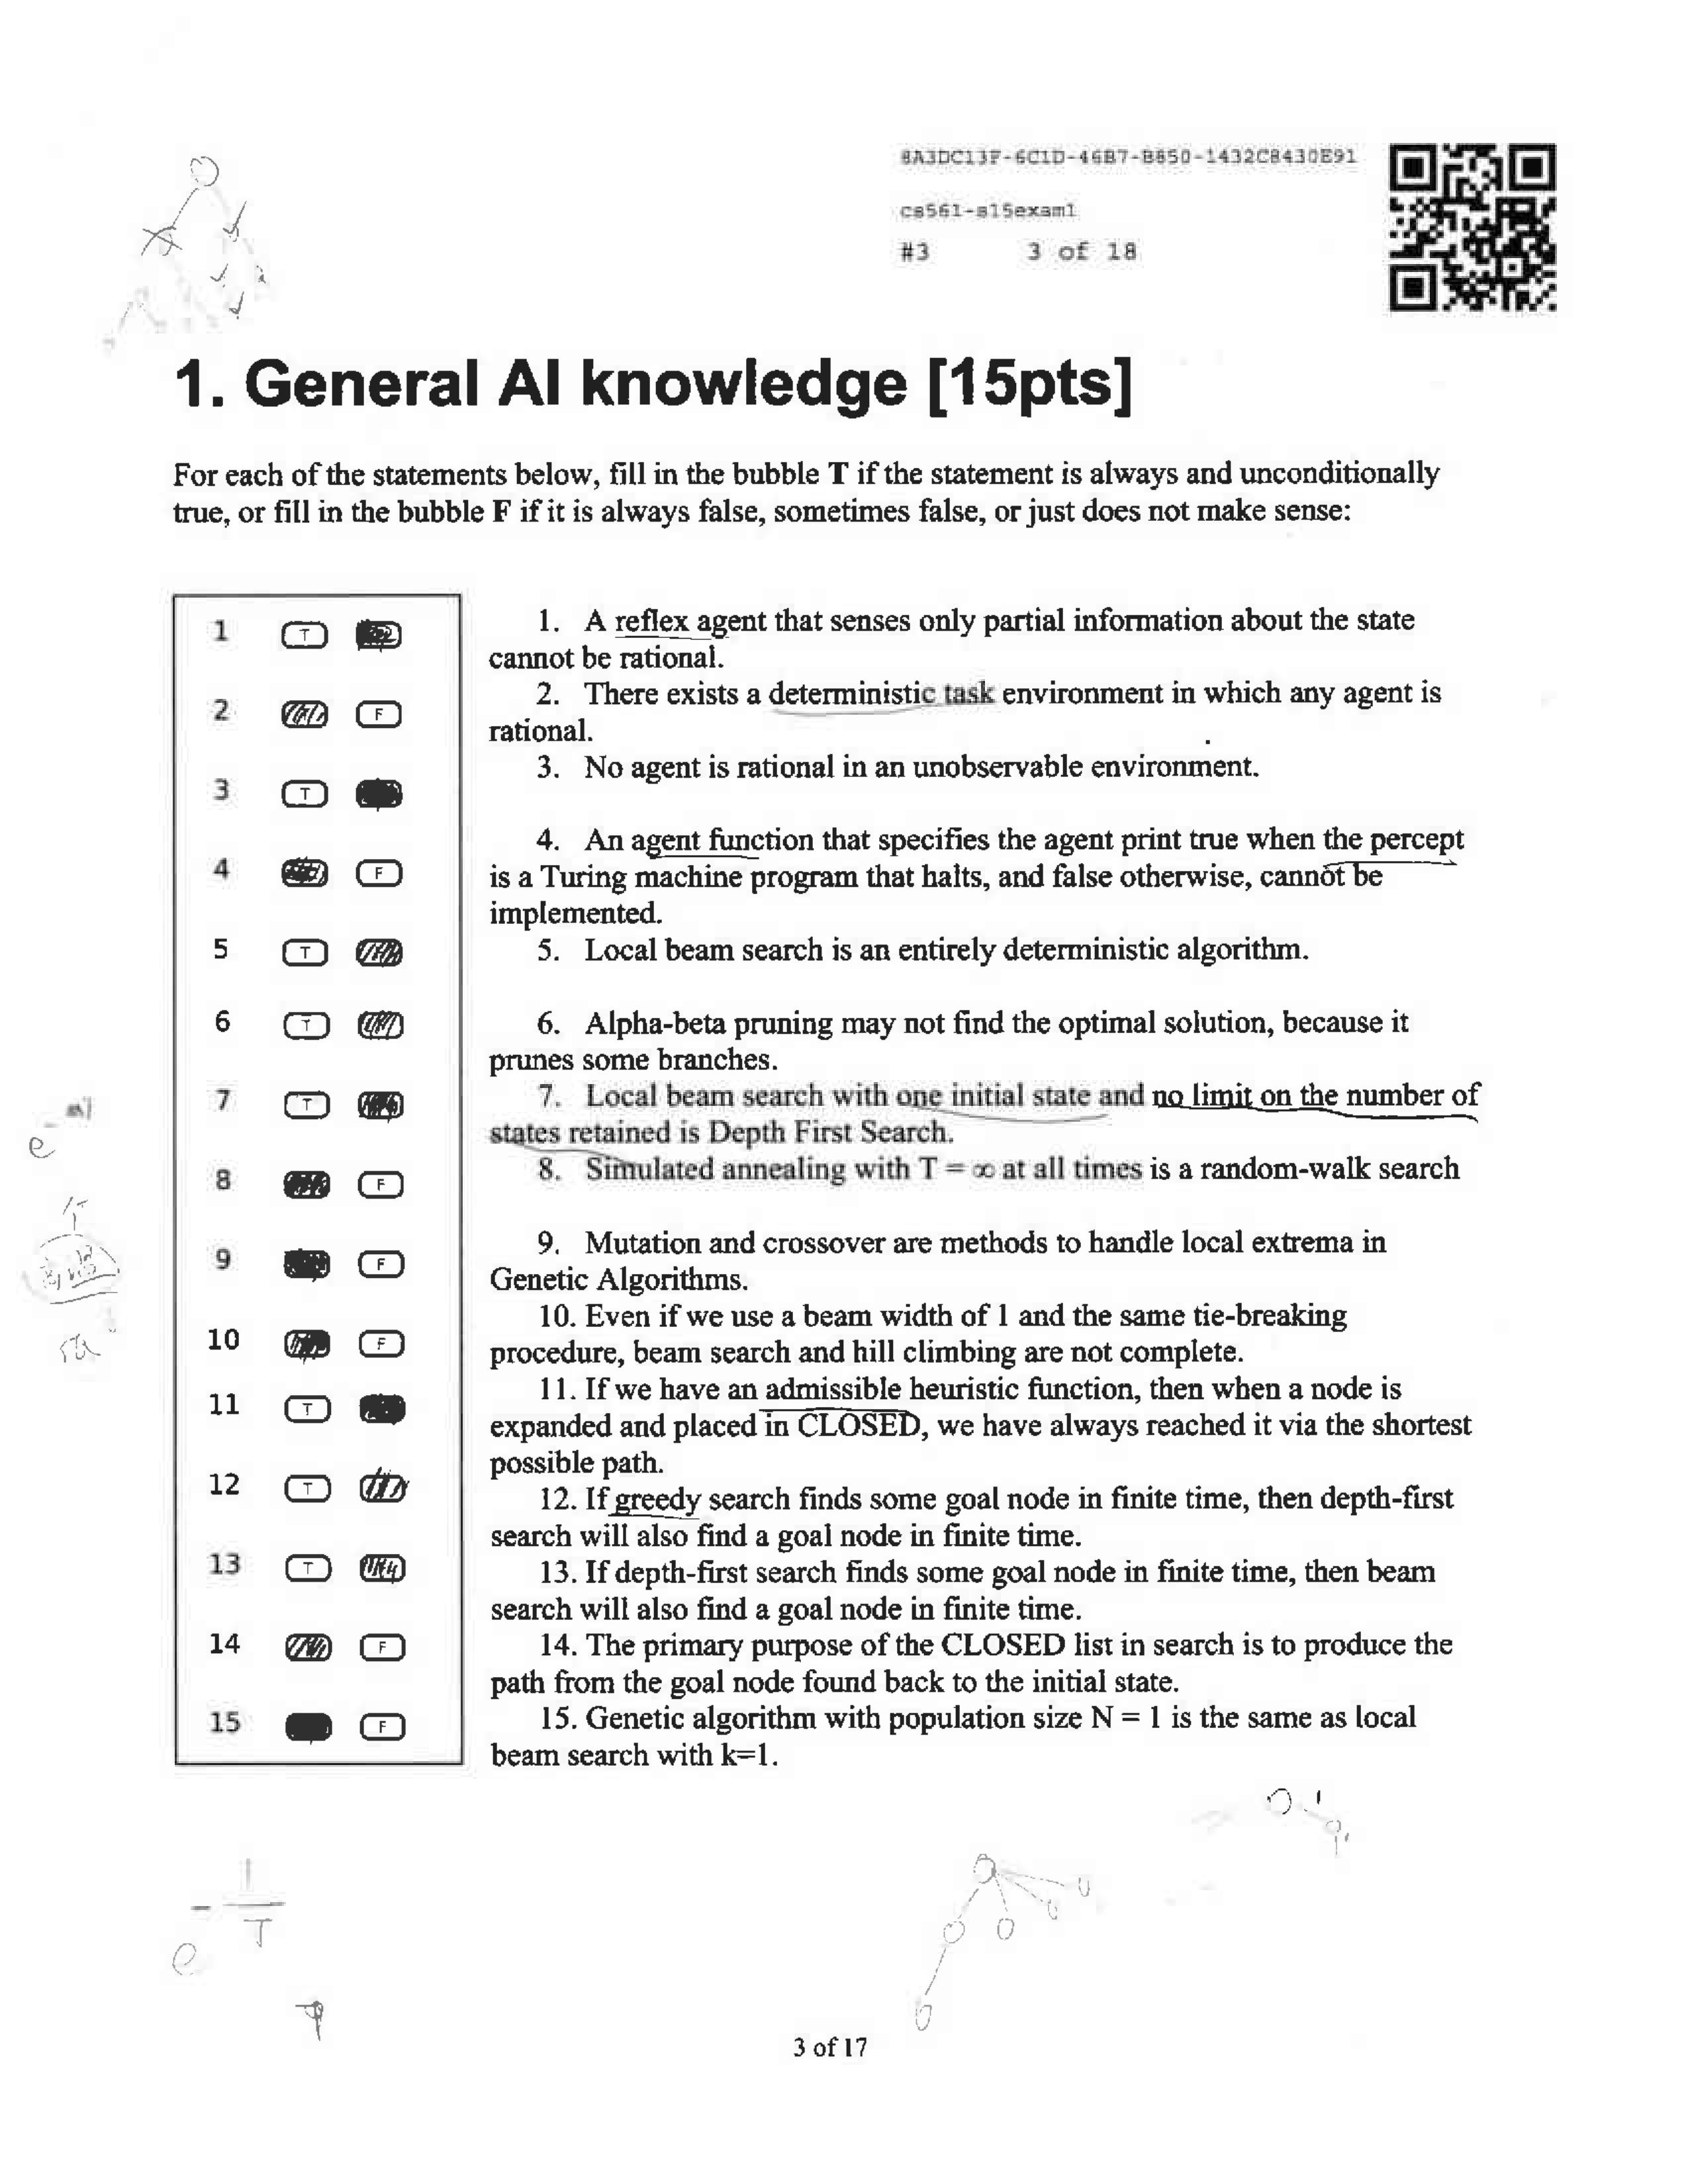 8A3DC13F-6C1D-46B7-B850-1432C8430E91
cs561-s15exam1
#3 3 of 18
1. General AI knowledge [15pts]
For each of the statements below, fill in the bubble T if the statement is always and unconditionally
true, or fill in the bubble F if it is always false, sometimes false, or just does not make sense:
1 T
2 F
3 T
4 F
5 T
6 T
7 T
8 F
9 F
10 F
11 T
12 T
13 T
14 F
15 F
1. A reflex agent that senses only partial information about the state
cannot be rational.
2. There exists a deterministic task environment in which any agent is
rational.
3. No agent is rational in an unobservable environment.
4. An agent function that specifies the agent print true when the percept
is a Turing machine program that halts, and false otherwise, cannot be
implemented.
5. Local beam search is an entirely deterministic algorithm.
6. Alpha-beta pruning may not find the optimal solution, because it
prunes some branches.
7. Local beam search with one initial state and no limit on the number of
states retained is Depth First Search.
8. Simulated annealing with T = ∞ at all times is a random-walk search
9. Mutation and crossover are methods to handle local extrema in
Genetic Algorithms.
10. Even if we use a beam width of 1 and the same tie-breaking
procedure, beam search and hill climbing are not complete.
11. If we have an admissible heuristic function, then when a node is
expanded and placed in CLOSED, we have always reached it via the shortest
possible path.
12. If greedy search finds some goal node in finite time, then depth-first
search will also find a goal node in finite time.
13. If depth-first search finds some goal node in finite time, then beam
search will also find a goal node in finite time.
14. The primary purpose of the CLOSED list in search is to produce the
path from the goal node found back to the initial state.
15. Genetic algorithm with population size N = 1 is the same as local
beam search with k=1.
e
e - 1
T
3 of 17